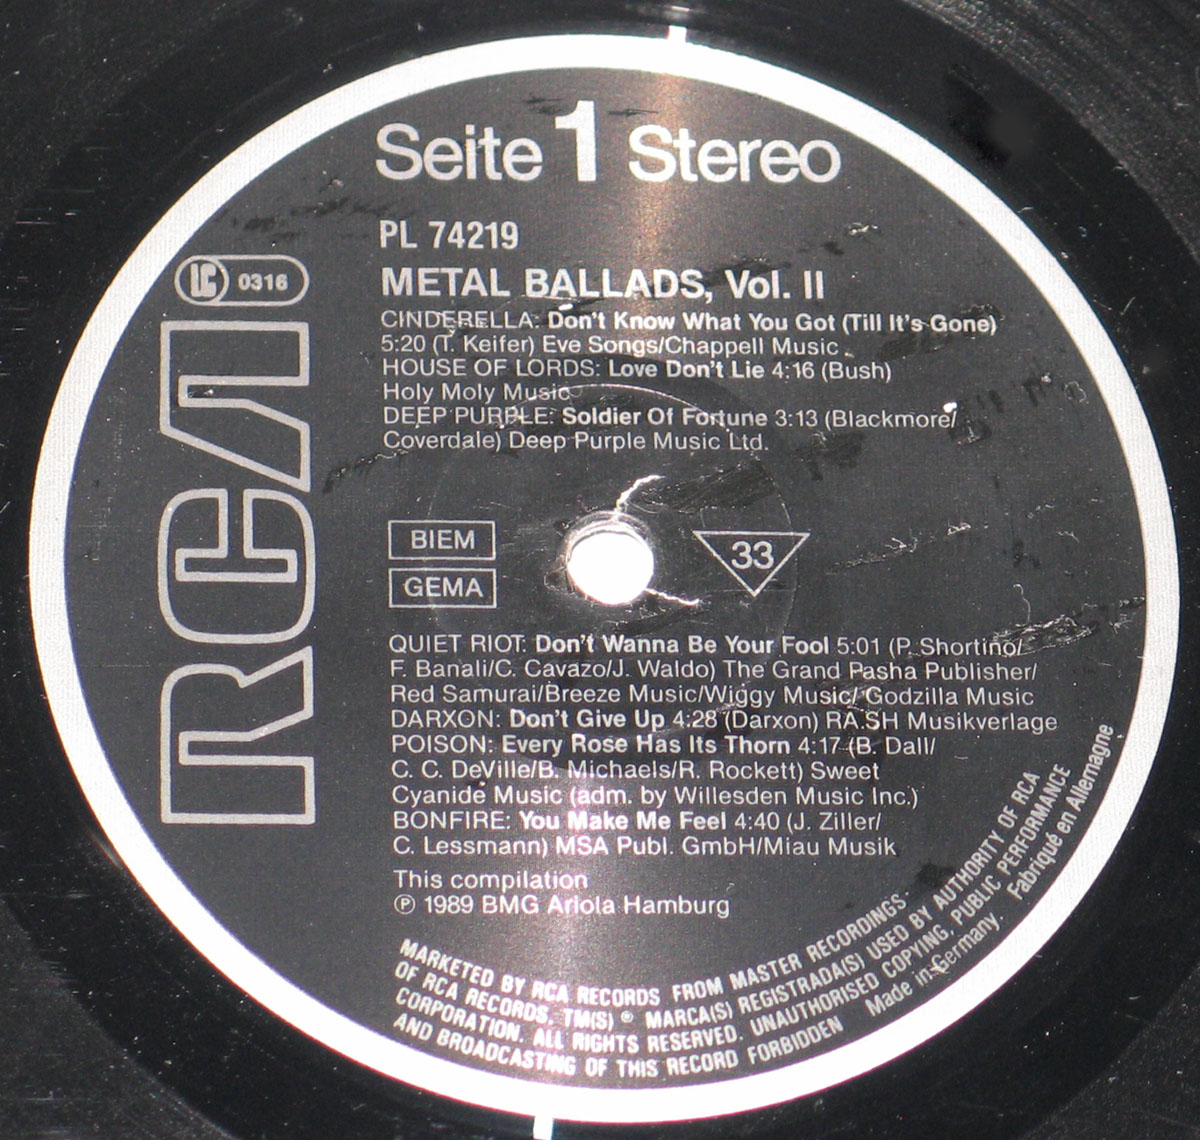 Seite 1 Stereo
PL 74219
LC 0316
METAL BALLADS, Vol. II
CINDERELLA: Don't Know What You Got (Till It's Gone)
5:20 (T. Keifer) Eve Songs/Chappell Music
HOUSE OF LORDS: Love Don't Lie 4:16 (Bush)
Holy Moly Music
DEEP PURPLE: Soldier Of Fortune 3:13 (Blackmore/
Coverdale) Deep Purple Music Ltd.
RCA
BIEM
GEMA
33
QUIET RIOT: Don't Wanna Be Your Fool 5:01 (P. Shortino/
F. Banali/C. Cavazo/J. Waldo) The Grand Pasha Publisher/
Red Samurai/Breeze Music/Wiggy Music/Godzilla Music
DARXON: Don't Give Up 4:28 (Darxon) RA.SH Musikverlage
POISON: Every Rose Has Its Thorn 4:17 (B. Dall/
C. C. DeVille/B. Michaels/R. Rockett) Sweet
Cyanide Music (adm. by Willesden Music Inc.)
BONFIRE: You Make Me Feel 4:40 (J. Ziller/
C. Lessmann) MSA Publ. GmbH/Miau Musik
This compilation
℗ 1989 BMG Ariola Hamburg
MARKETED BY RCA RECORDS FROM MASTER RECORDINGS
OF RCA RECORDS. TM(S) ® MARCA(S) REGISTRADA(S) USED BY AUTHORITY OF RCA
CORPORATION. ALL RIGHTS RESERVED. UNAUTHORISED COPYING, PUBLIC PERFORMANCE
AND BROADCASTING OF THIS RECORD FORBIDDEN Made in Germany. Fabriqué en Allemagne